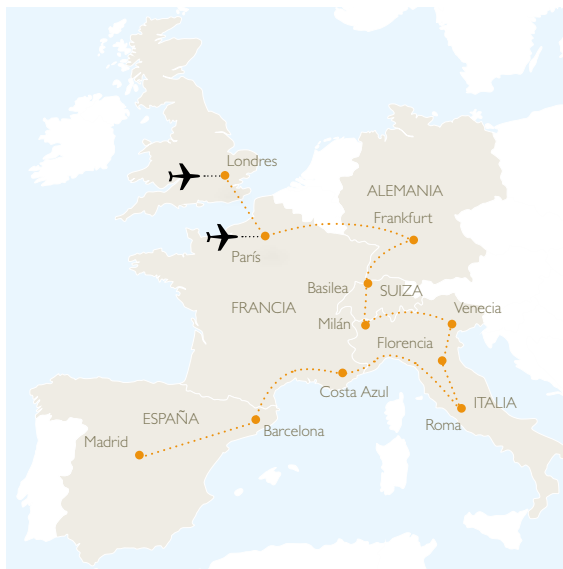 Londres
ALEMANIA
Frankfurt
París
Basilea
SUIZA
FRANCIA
Venecia
Milán
Florencia
Costa Azul
ITALIA
ESPAÑA
Roma
Barcelona
Madrid